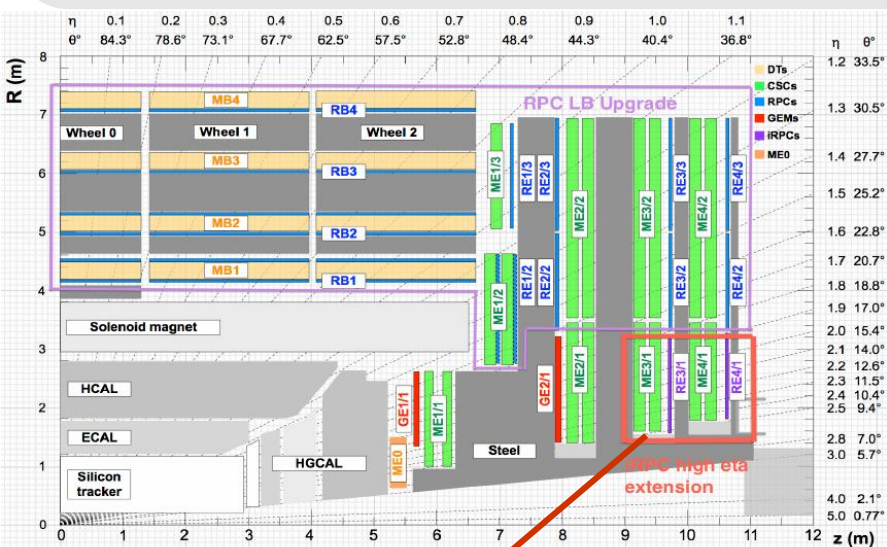 η 0.1 0.2 0.3 0.4 0.5 0.6 0.7 0.8 0.9 1.0 1.1
θ° 84.3° 78.6° 73.1° 67.7° 62.5° 57.5° 52.8° 48.4° 44.3° 40.4° 36.8° η θ°
R (m)
8
7
6
5
4
3
2
1
0
1.2 33.5°
1.3 30.5°
1.4 27.7°
1.5 25.2°
1.6 22.8°
1.7 20.7°
1.8 18.8°
1.9 17.0°
2.0 15.4°
2.1 14.0°
2.2 12.6°
2.3 11.5°
2.4 10.4°
2.5 9.4°
2.8 7.0°
3.0 5.7°
4.0 2.1°
5.0 0.77°
DTs
CSCs
RPCs
GEMs
iRPCs
ME0
RPC LB Upgrade
MB4
RB4
Wheel 0 Wheel 1 Wheel 2
MB3
RB3
MB2
RB2
MB1
RB1
ME1/3
RE1/3
RE2/3
ME2/2
ME3/2
RE3/3
ME4/2
RE4/3
ME1/2
RE1/2
RE2/2
RE3/2
RE4/2
Solenoid magnet
HCAL
ECAL
Silicon
tracker
HGCAL
ME0
GE1/1
ME1/1
Steel
GE2/1
ME2/1
ME3/1
RE3/1
ME4/1
RE4/1
iRPC high eta
extension
0 1 2 3 4 5 6 7 8 9 10 11 12
z (m)